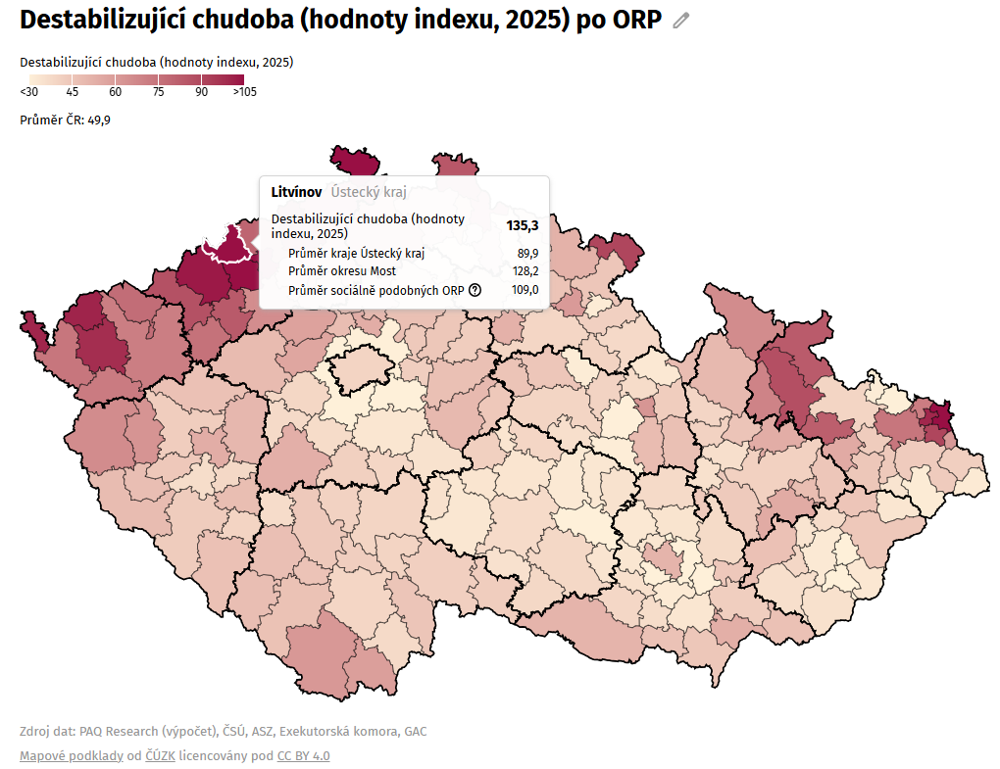 Destabilizující chudoba (hodnoty indexu, 2025) po ORP
Destabilizující chudoba (hodnoty indexu, 2025)
<30 45 60 75 90 >105
Průměr ČR: 49,9
Litvínov Ústecký kraj
Destabilizující chudoba (hodnoty
indexu, 2025) 135,3
Průměr kraje Ústecký kraj 89,9
Průměr okresu Most 128,2
Průměr sociálně podobných ORP ? 109,0
Zdroj dat: PAQ Research (výpočet), ČSÚ, ASZ, Exekutorská komora, GAC
Mapové podklady od ČÚZK licencovány pod CC BY 4.0